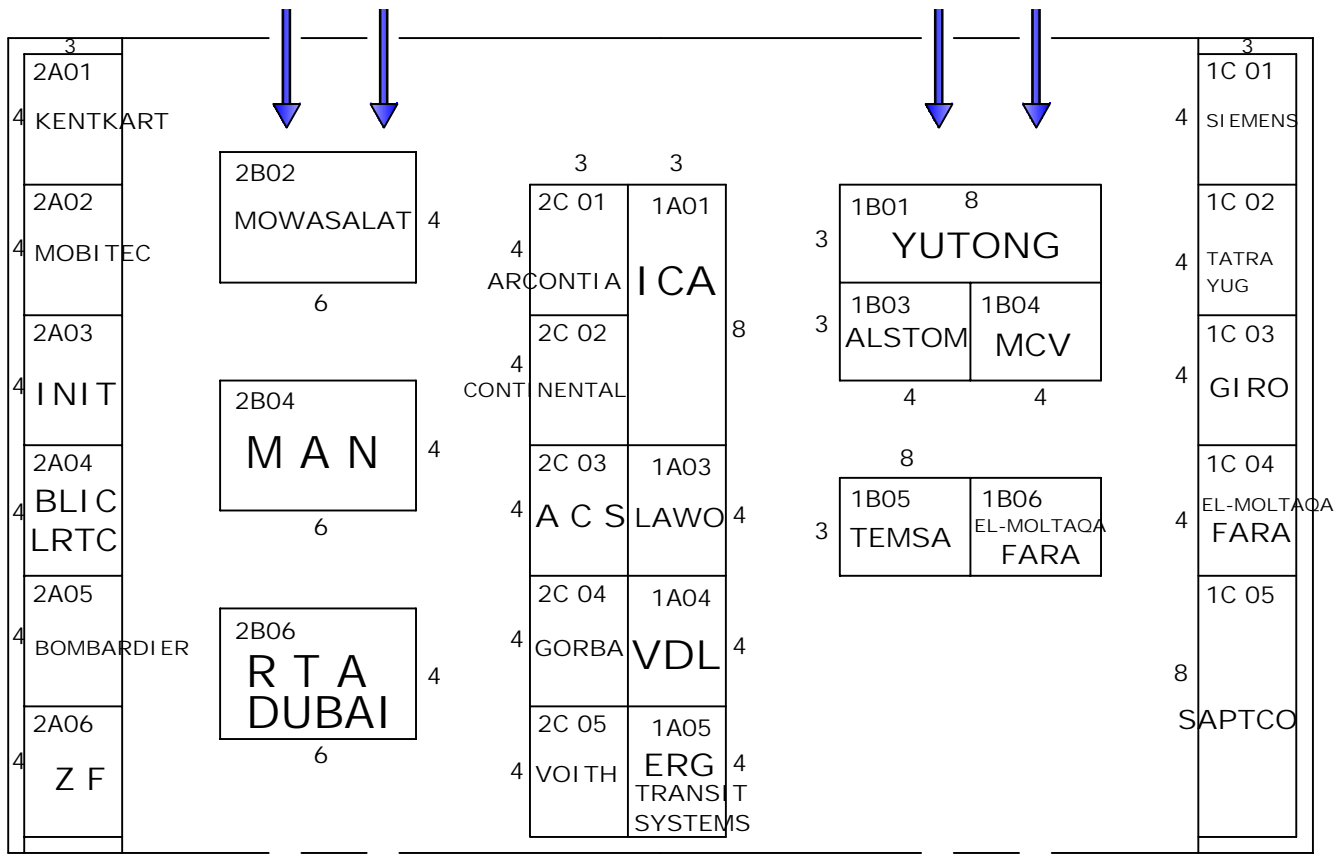 3
2A01
4
KENTKART
2A02
4
MOBITEC
2A03
4
INIT
2A04
4
BLIC
LRTC
2A05
4
BOMBARDIER
2A06
4
ZF
2B02
MOWASALAT
4
6
2B04
MAN
4
6
2B06
RTA
DUBAI
4
6
3
3
2C 01
4
ARCONTIA
2C 02
4
CONTINENTAL
2C 03
4
ACS
2C 04
4
GORBA
2C 05
4
VOITH
1A01
ICA
8
1A03
LAWO
4
1A04
VDL
4
1A05
ERG
4
TRANSIT
SYSTEMS
1B01
8
3
YUTONG
1B03
3
ALSTOM
4
1B04
MCV
4
8
1B05
3
TEMSA
1B06
EL-MOLTAQA
FARA
3
1C 01
4
SIEMENS
1C 02
4
TATRA
YUG
1C 03
4
GIRO
1C 04
EL-MOLTAQA
4
FARA
1C 05
8
SAPTCO